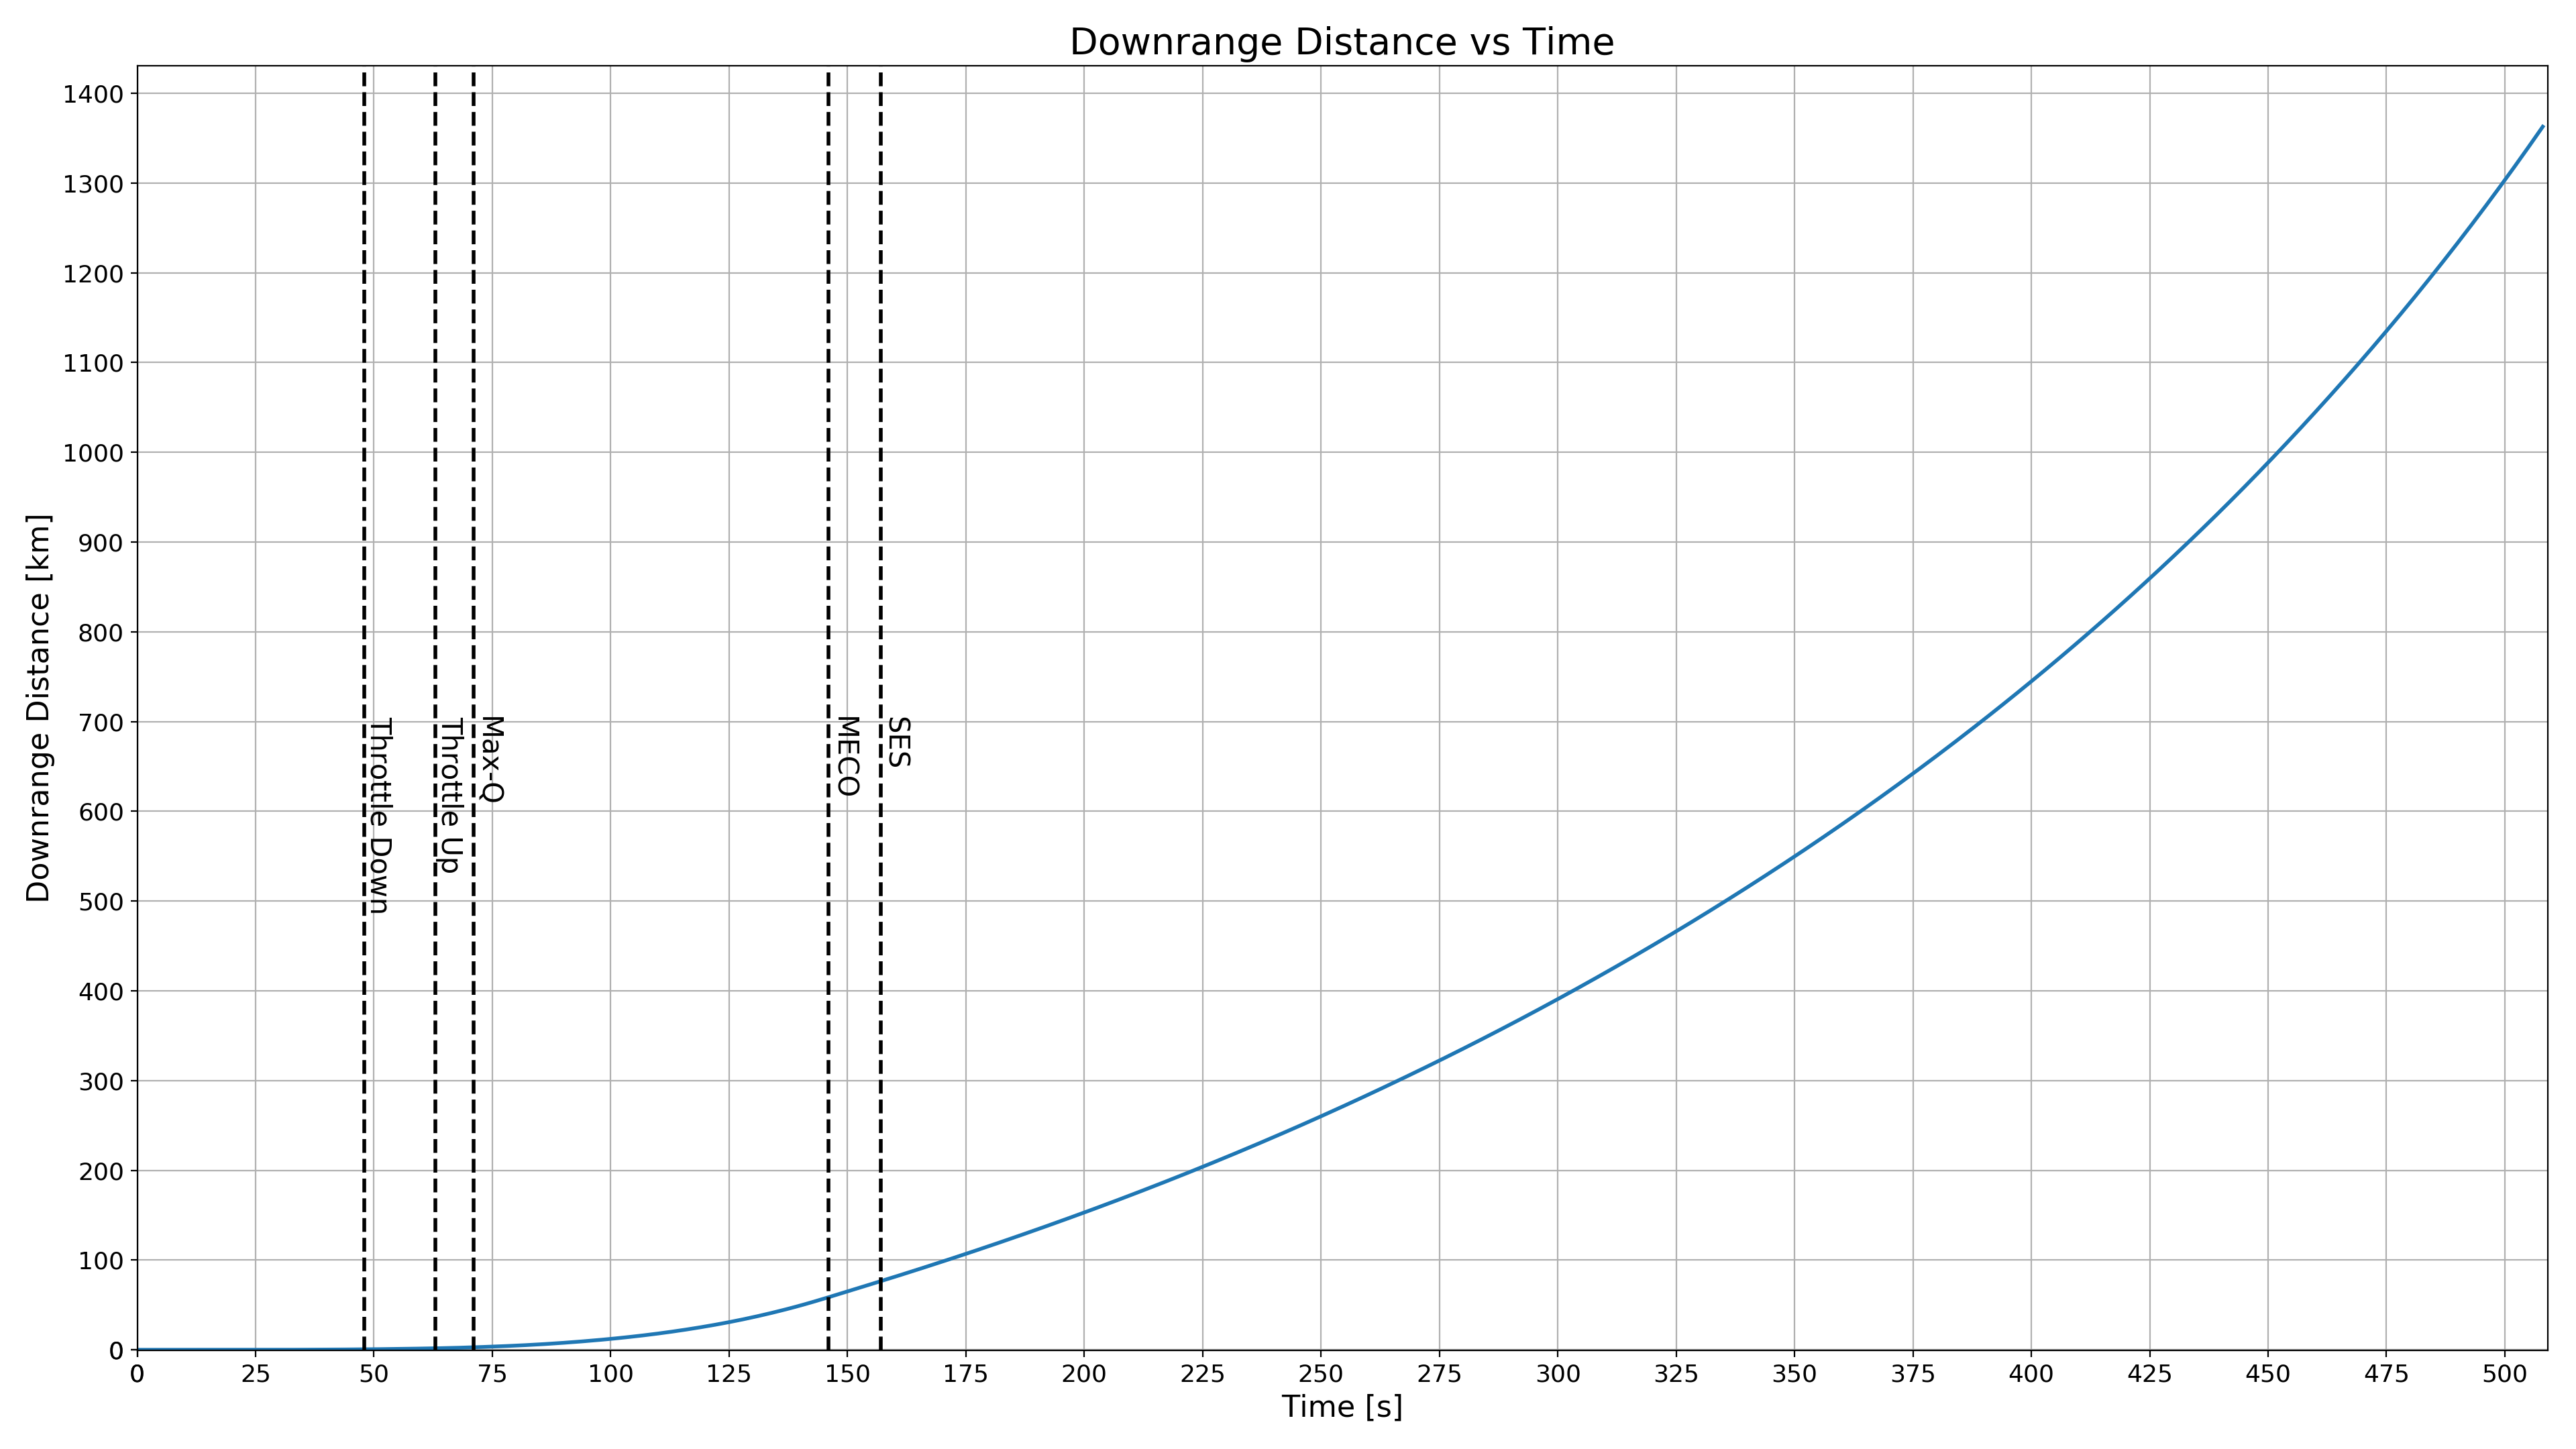 Downrange Distance vs Time
Downrange Distance [km]
1400
1300
1200
1100
1000
900
800
700
600
500
400
300
200
100
0
Throttle Down
Throttle Up
Max-Q
MECO
SES
0 25 50 75 100 125 150 175 200 225 250 275 300 325 350 375 400 425 450 475 500
Time [s]